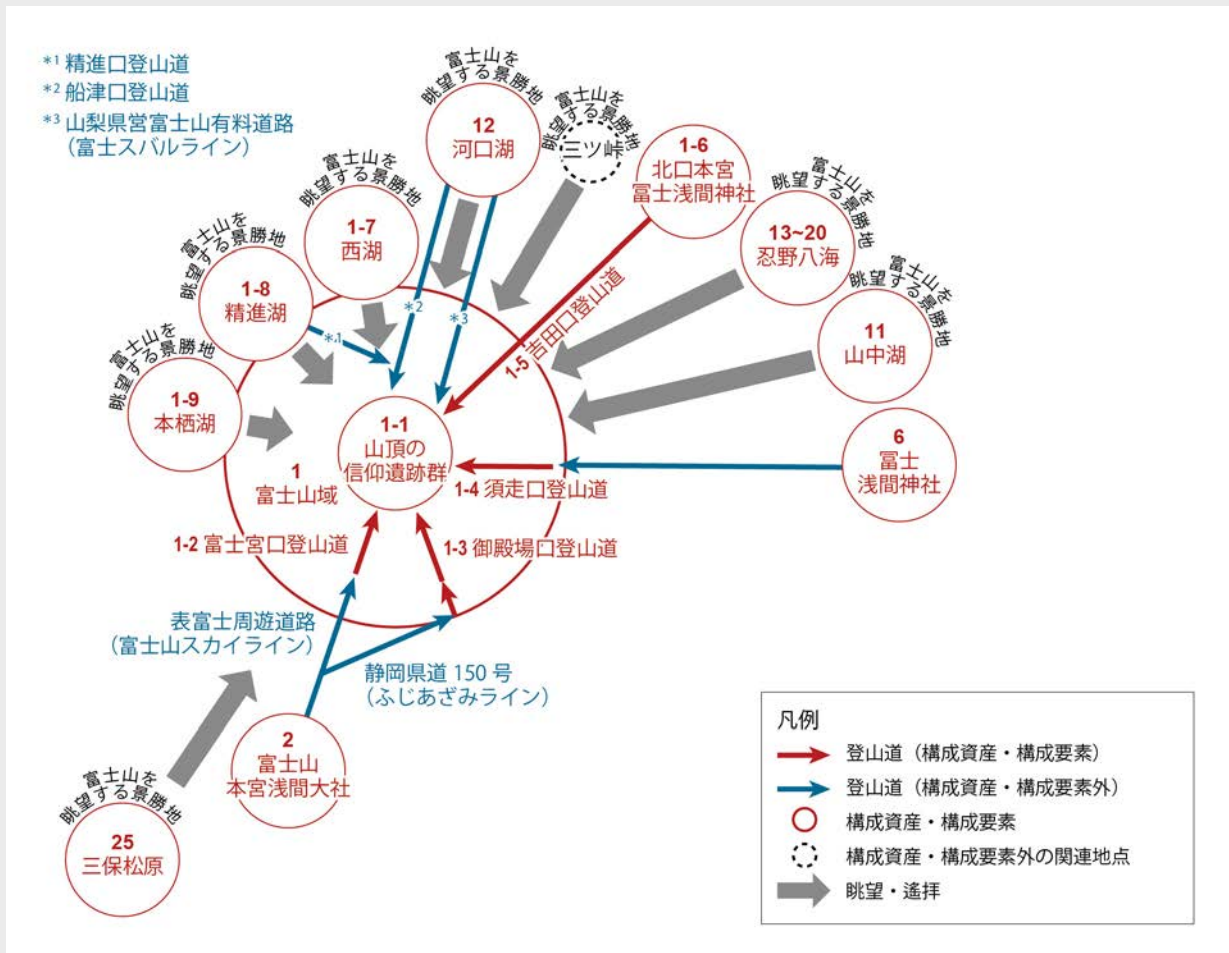 *1 精進口登山道
*2 船津口登山道
*3 山梨県営富士山有料道路
（富士スバルライン）
富士山を
眺望する景勝地
12
河口湖
富士山を
眺望する景勝地
三ツ峠
1-6
北口本宮
冨士浅間神社
富士山を
眺望する景勝地
13~20
忍野八海
富士山を
眺望する景勝地
11
山中湖
富士山を
眺望する景勝地
1-7
西湖
富士山を
眺望する景勝地
1-8
精進湖
富士山を
眺望する景勝地
1-9
本栖湖
*1
*2
*3
1-5 吉田口登山道
1-1
山頂の
信仰遺跡群
1
富士山域
6
冨士
浅間神社
1-4 須走口登山道
1-2 富士宮口登山道
1-3 御殿場口登山道
表富士周遊道路
（富士山スカイライン）
静岡県道 150 号
（ふじあざみライン）
2
富士山
本宮浅間大社
富士山を
眺望する景勝地
25
三保松原
凡例
登山道（構成資産・構成要素）
登山道（構成資産・構成要素外）
構成資産・構成要素
構成資産・構成要素外の関連地点
眺望・遙拝